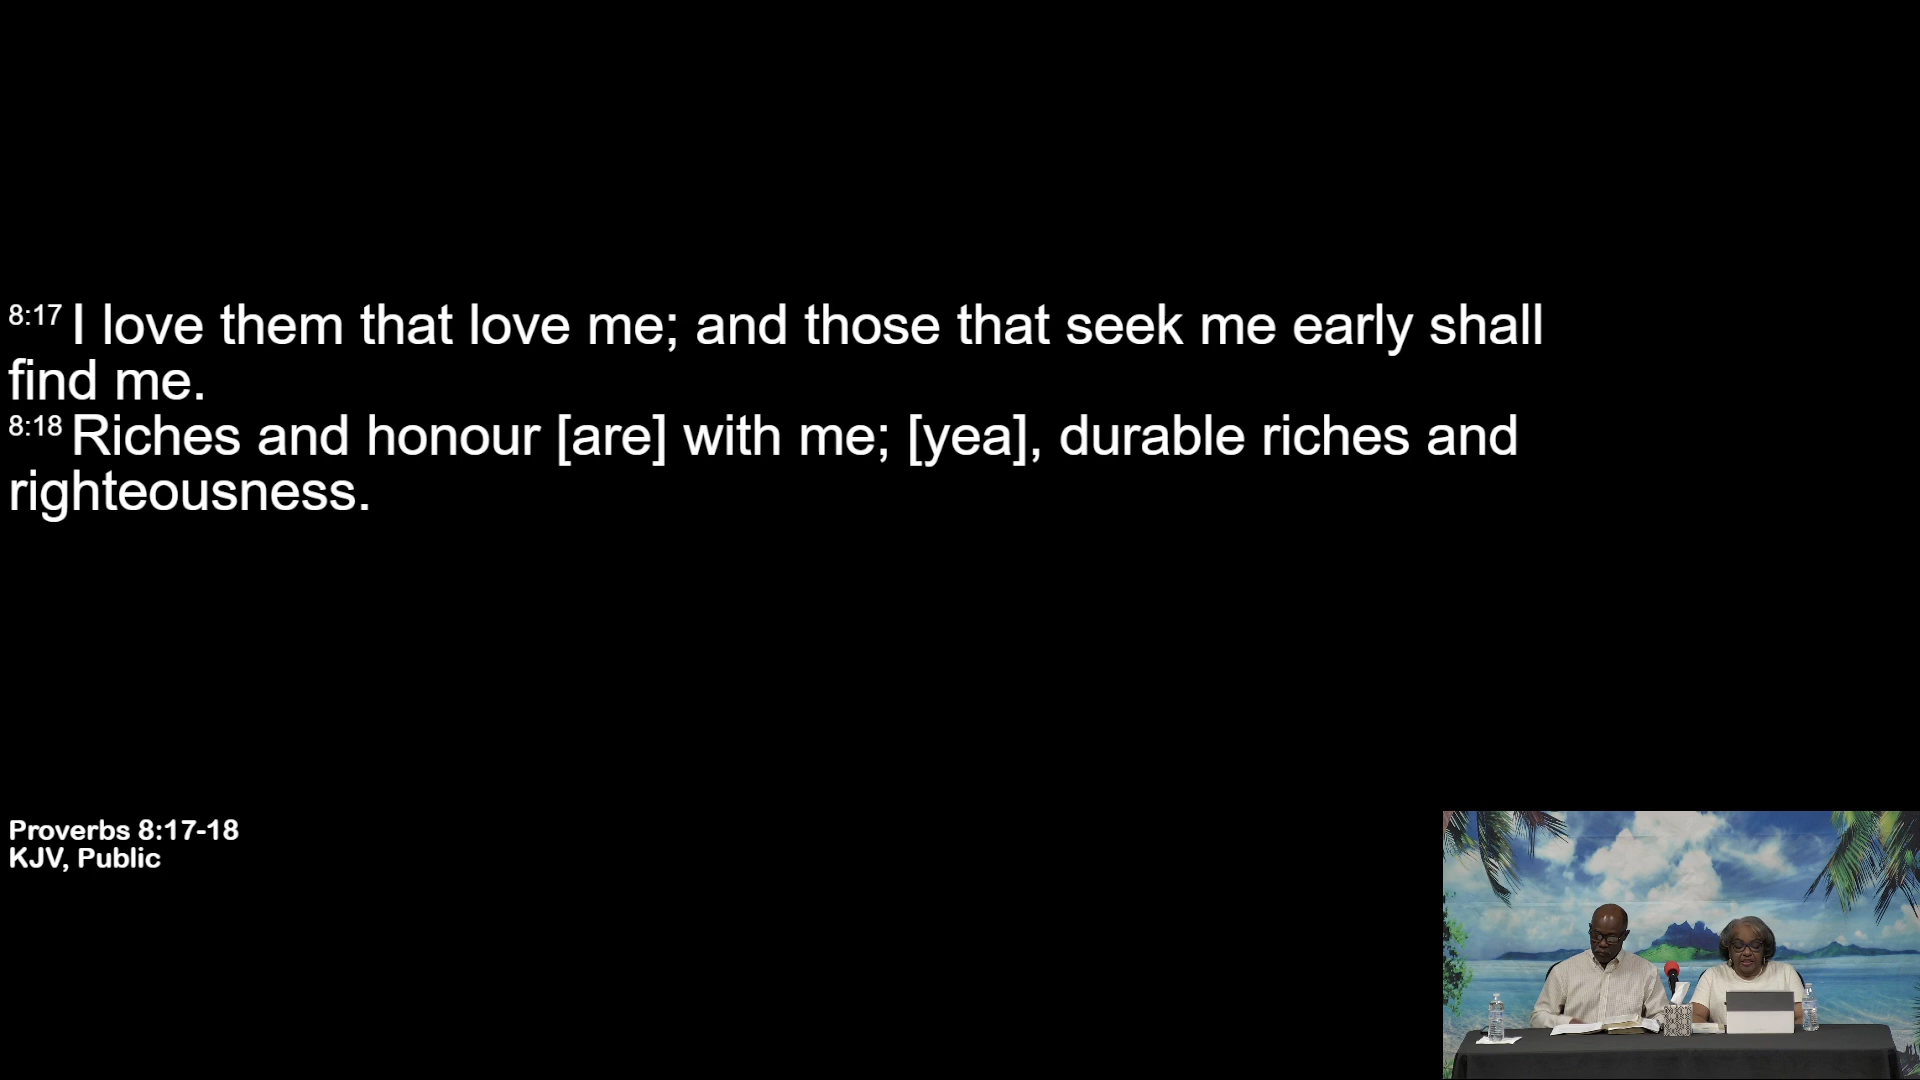 8:17 I love them that love me; and those that seek me early shall
find me.
8:18 Riches and honour [are] with me; [yea], durable riches and
righteousness.
Proverbs 8:17-18
KJV, Public